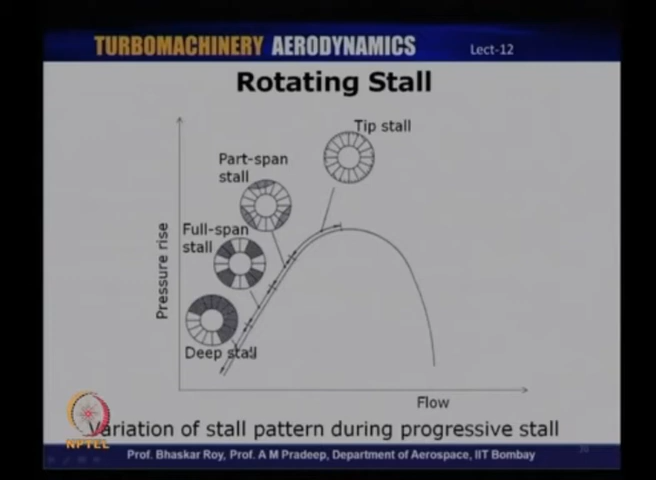 TURBOMACHINERY AERODYNAMICS Lect-12
Rotating Stall
Tip stall
Part-span
stall
Full-span
stall
Pressure rise
Deep stall
Flow
Variation of stall pattern during progressive stall
NPTEL
Prof. Bhaskar Roy, Prof. A M Pradeep, Department of Aerospace, IIT Bombay